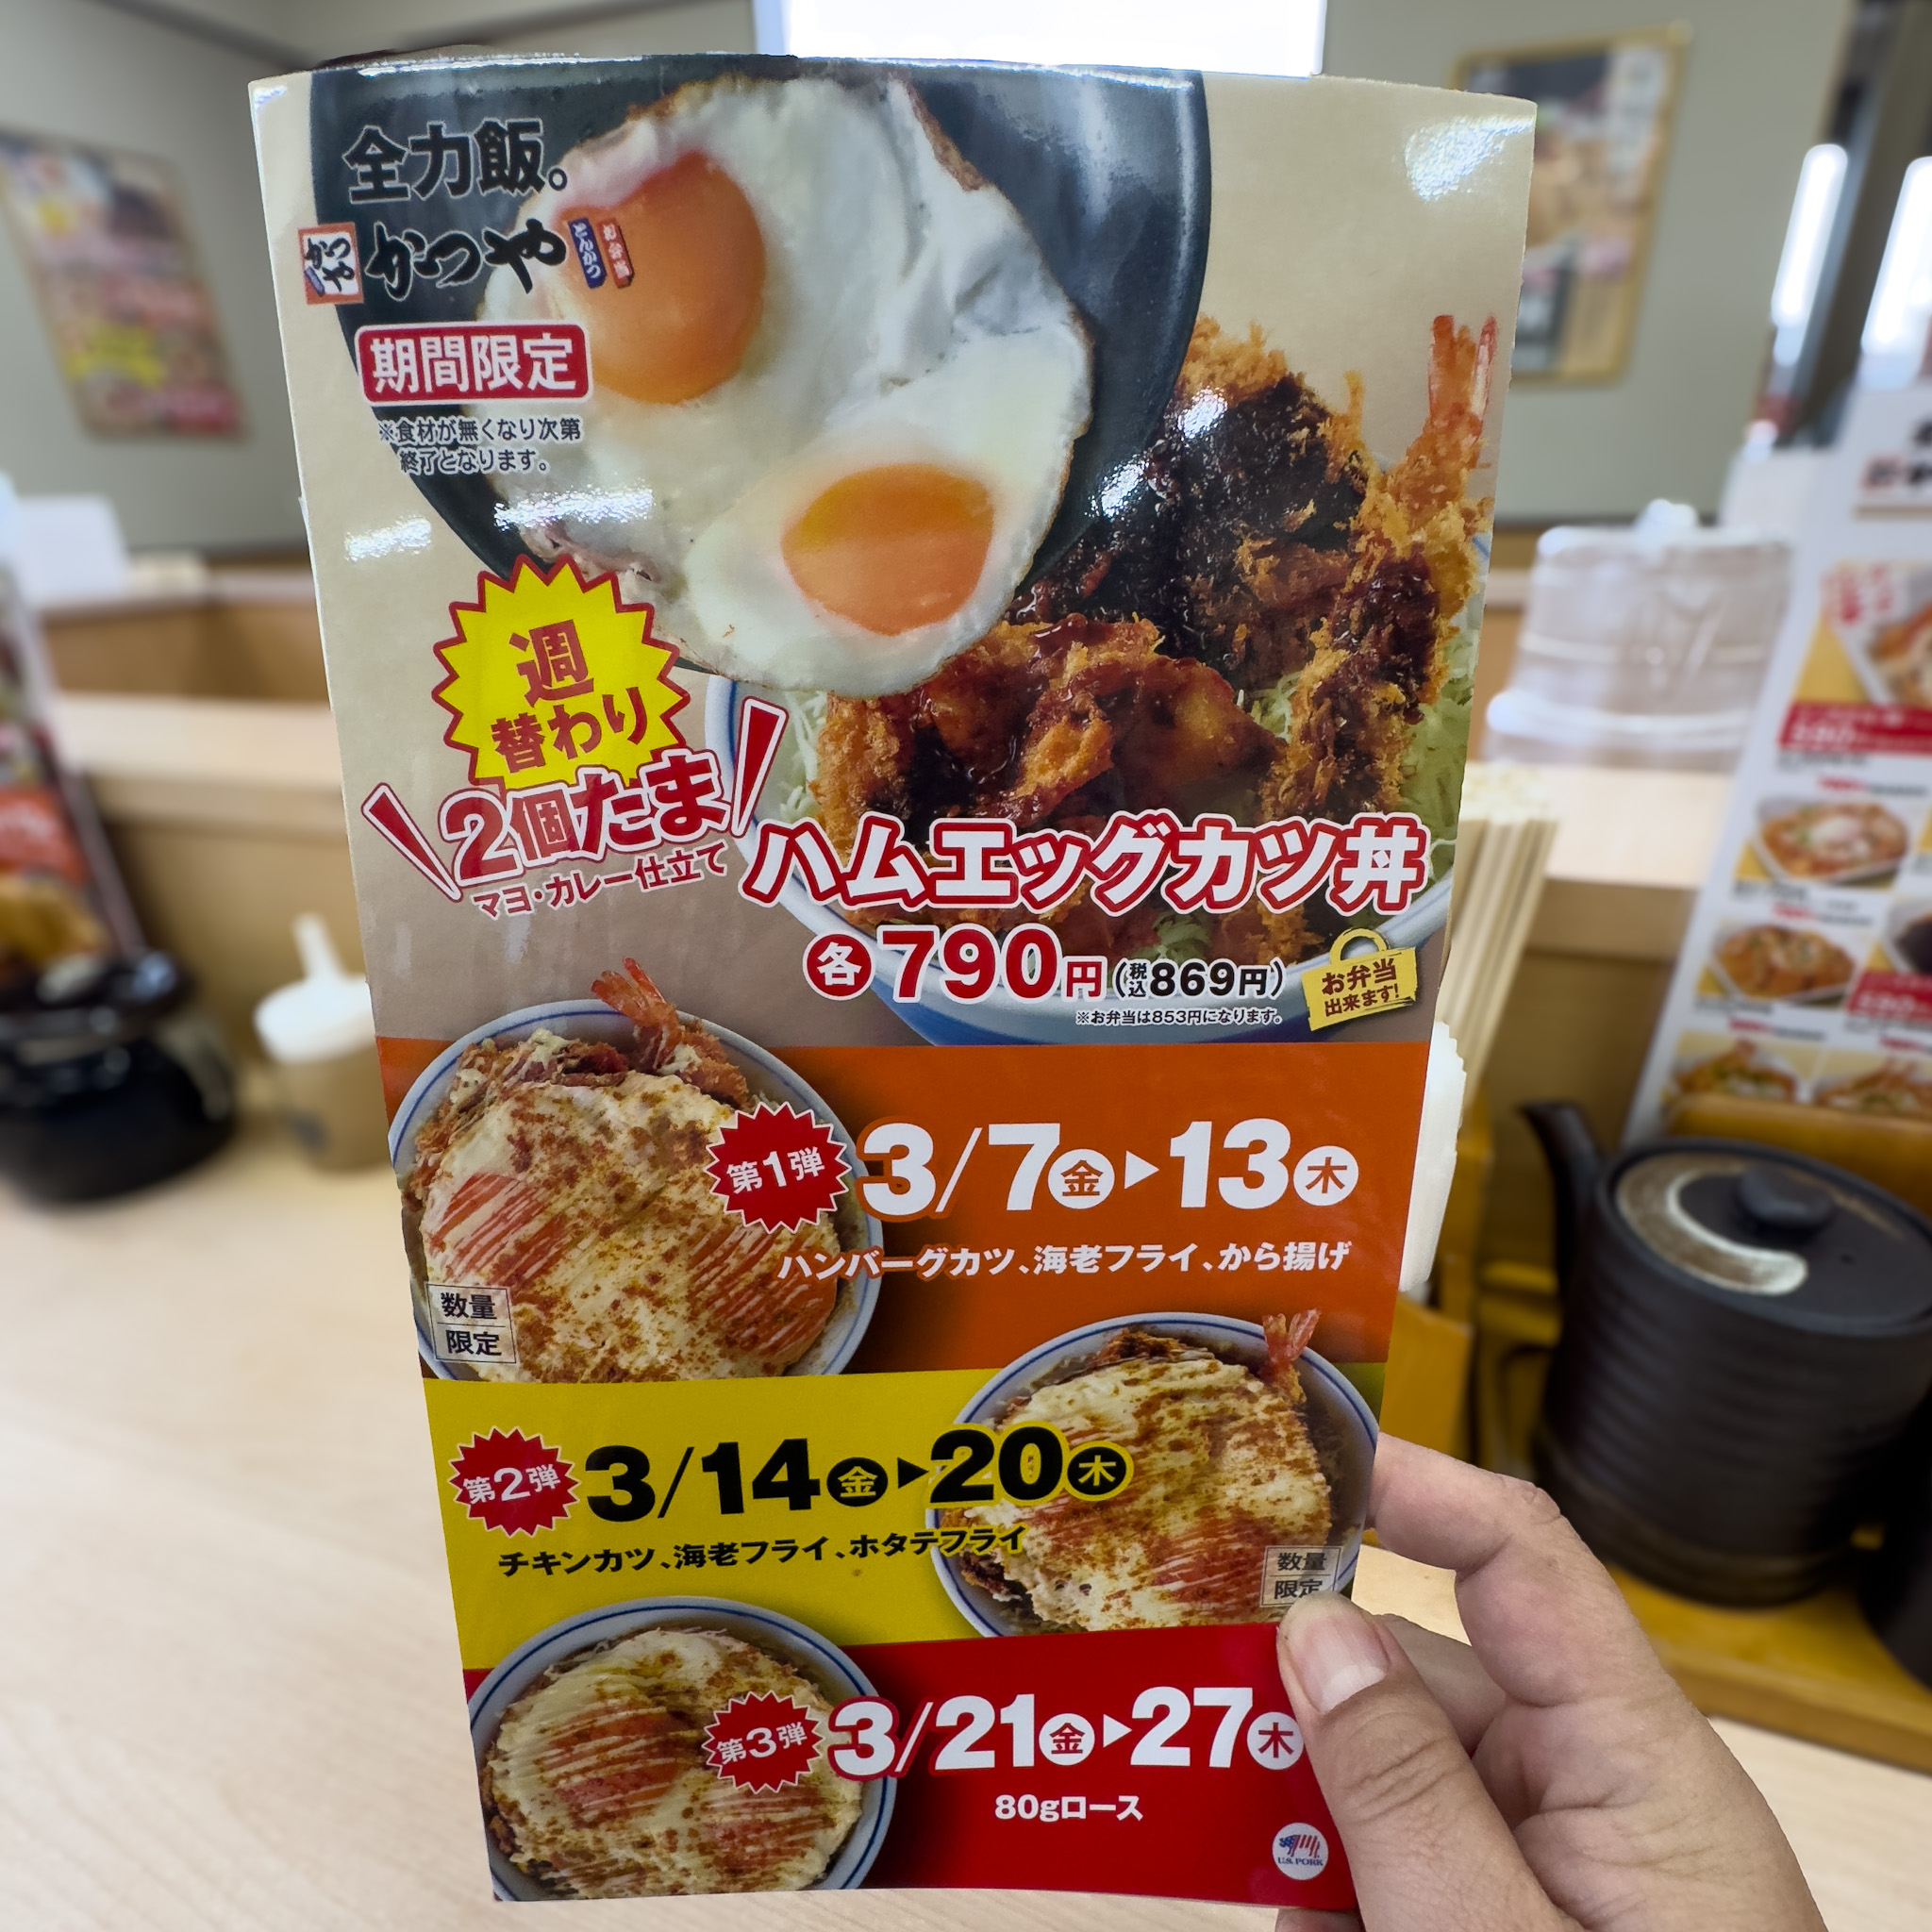 全力飯。
かつや かつや とんかつ お弁当
期間限定
※食材が無くなり次第
終了となります。
週
替わり
2個たま
マヨ・カレー仕立て
ハムエッグカツ丼
各790円(税込869円)
※お弁当は853円になります。
お弁当
出来ます!
第1弾 3/7金▶13木
ハンバーグカツ、海老フライ、から揚げ
数量
限定
第2弾 3/14金▶20木
チキンカツ、海老フライ、ホタテフライ
数量
限定
第3弾 3/21金▶27木
80gロース
U.S. PORK